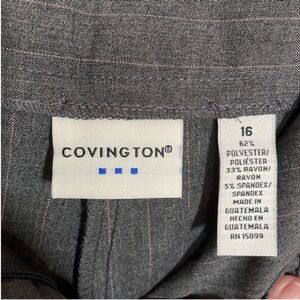 COVINGTON®
16
62%
POLYESTER/
POLIÉSTER
33% RAYON/
RAYÓN
5% SPANDEX/
SPANDEX
MADE IN
GUATEMALA
HECHO EN
GUATEMALA
RN 15099